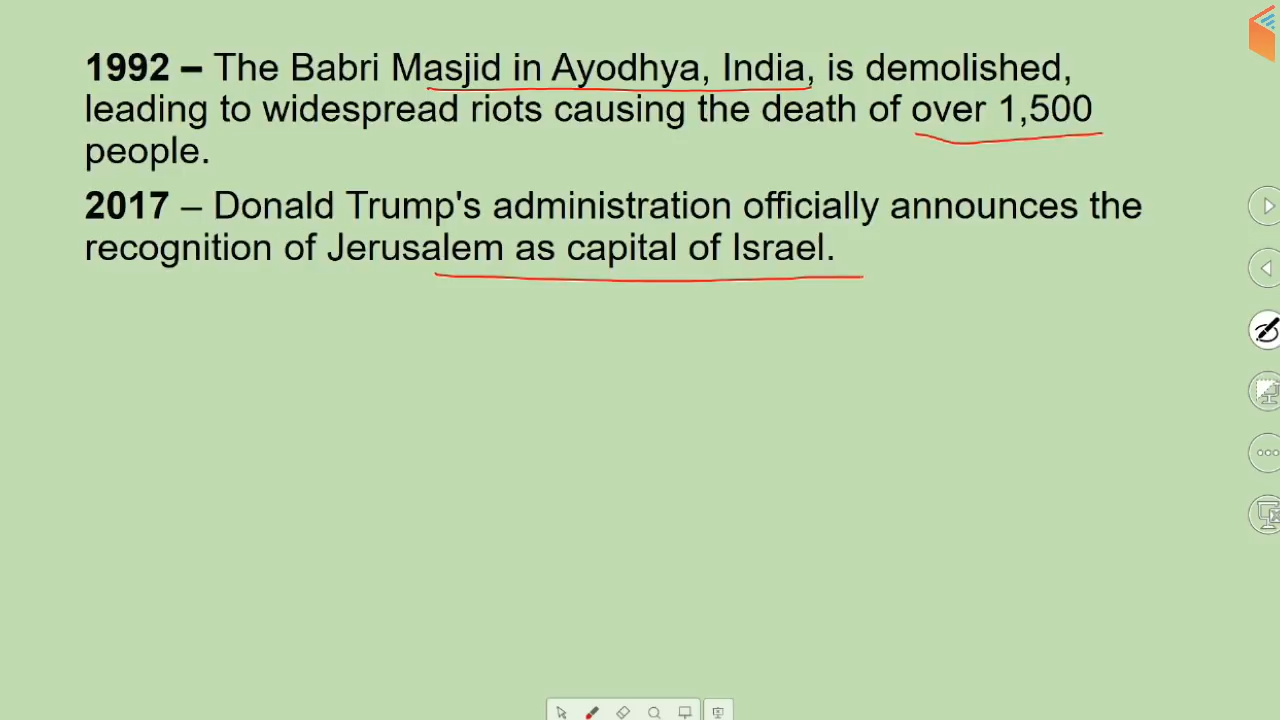 1992 – The Babri Masjid in Ayodhya, India, is demolished,
leading to widespread riots causing the death of over 1,500
people.
2017 – Donald Trump's administration officially announces the
recognition of Jerusalem as capital of Israel.